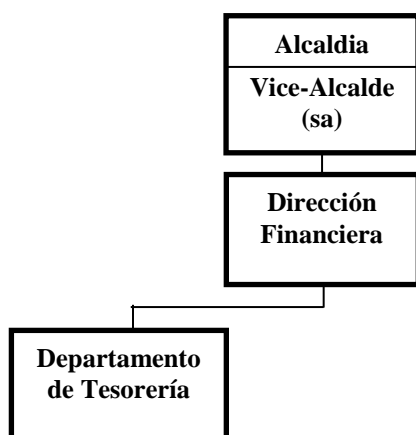 Alcaldia
Vice-Alcalde
(sa)
Dirección
Financiera
Departamento
de Tesorería